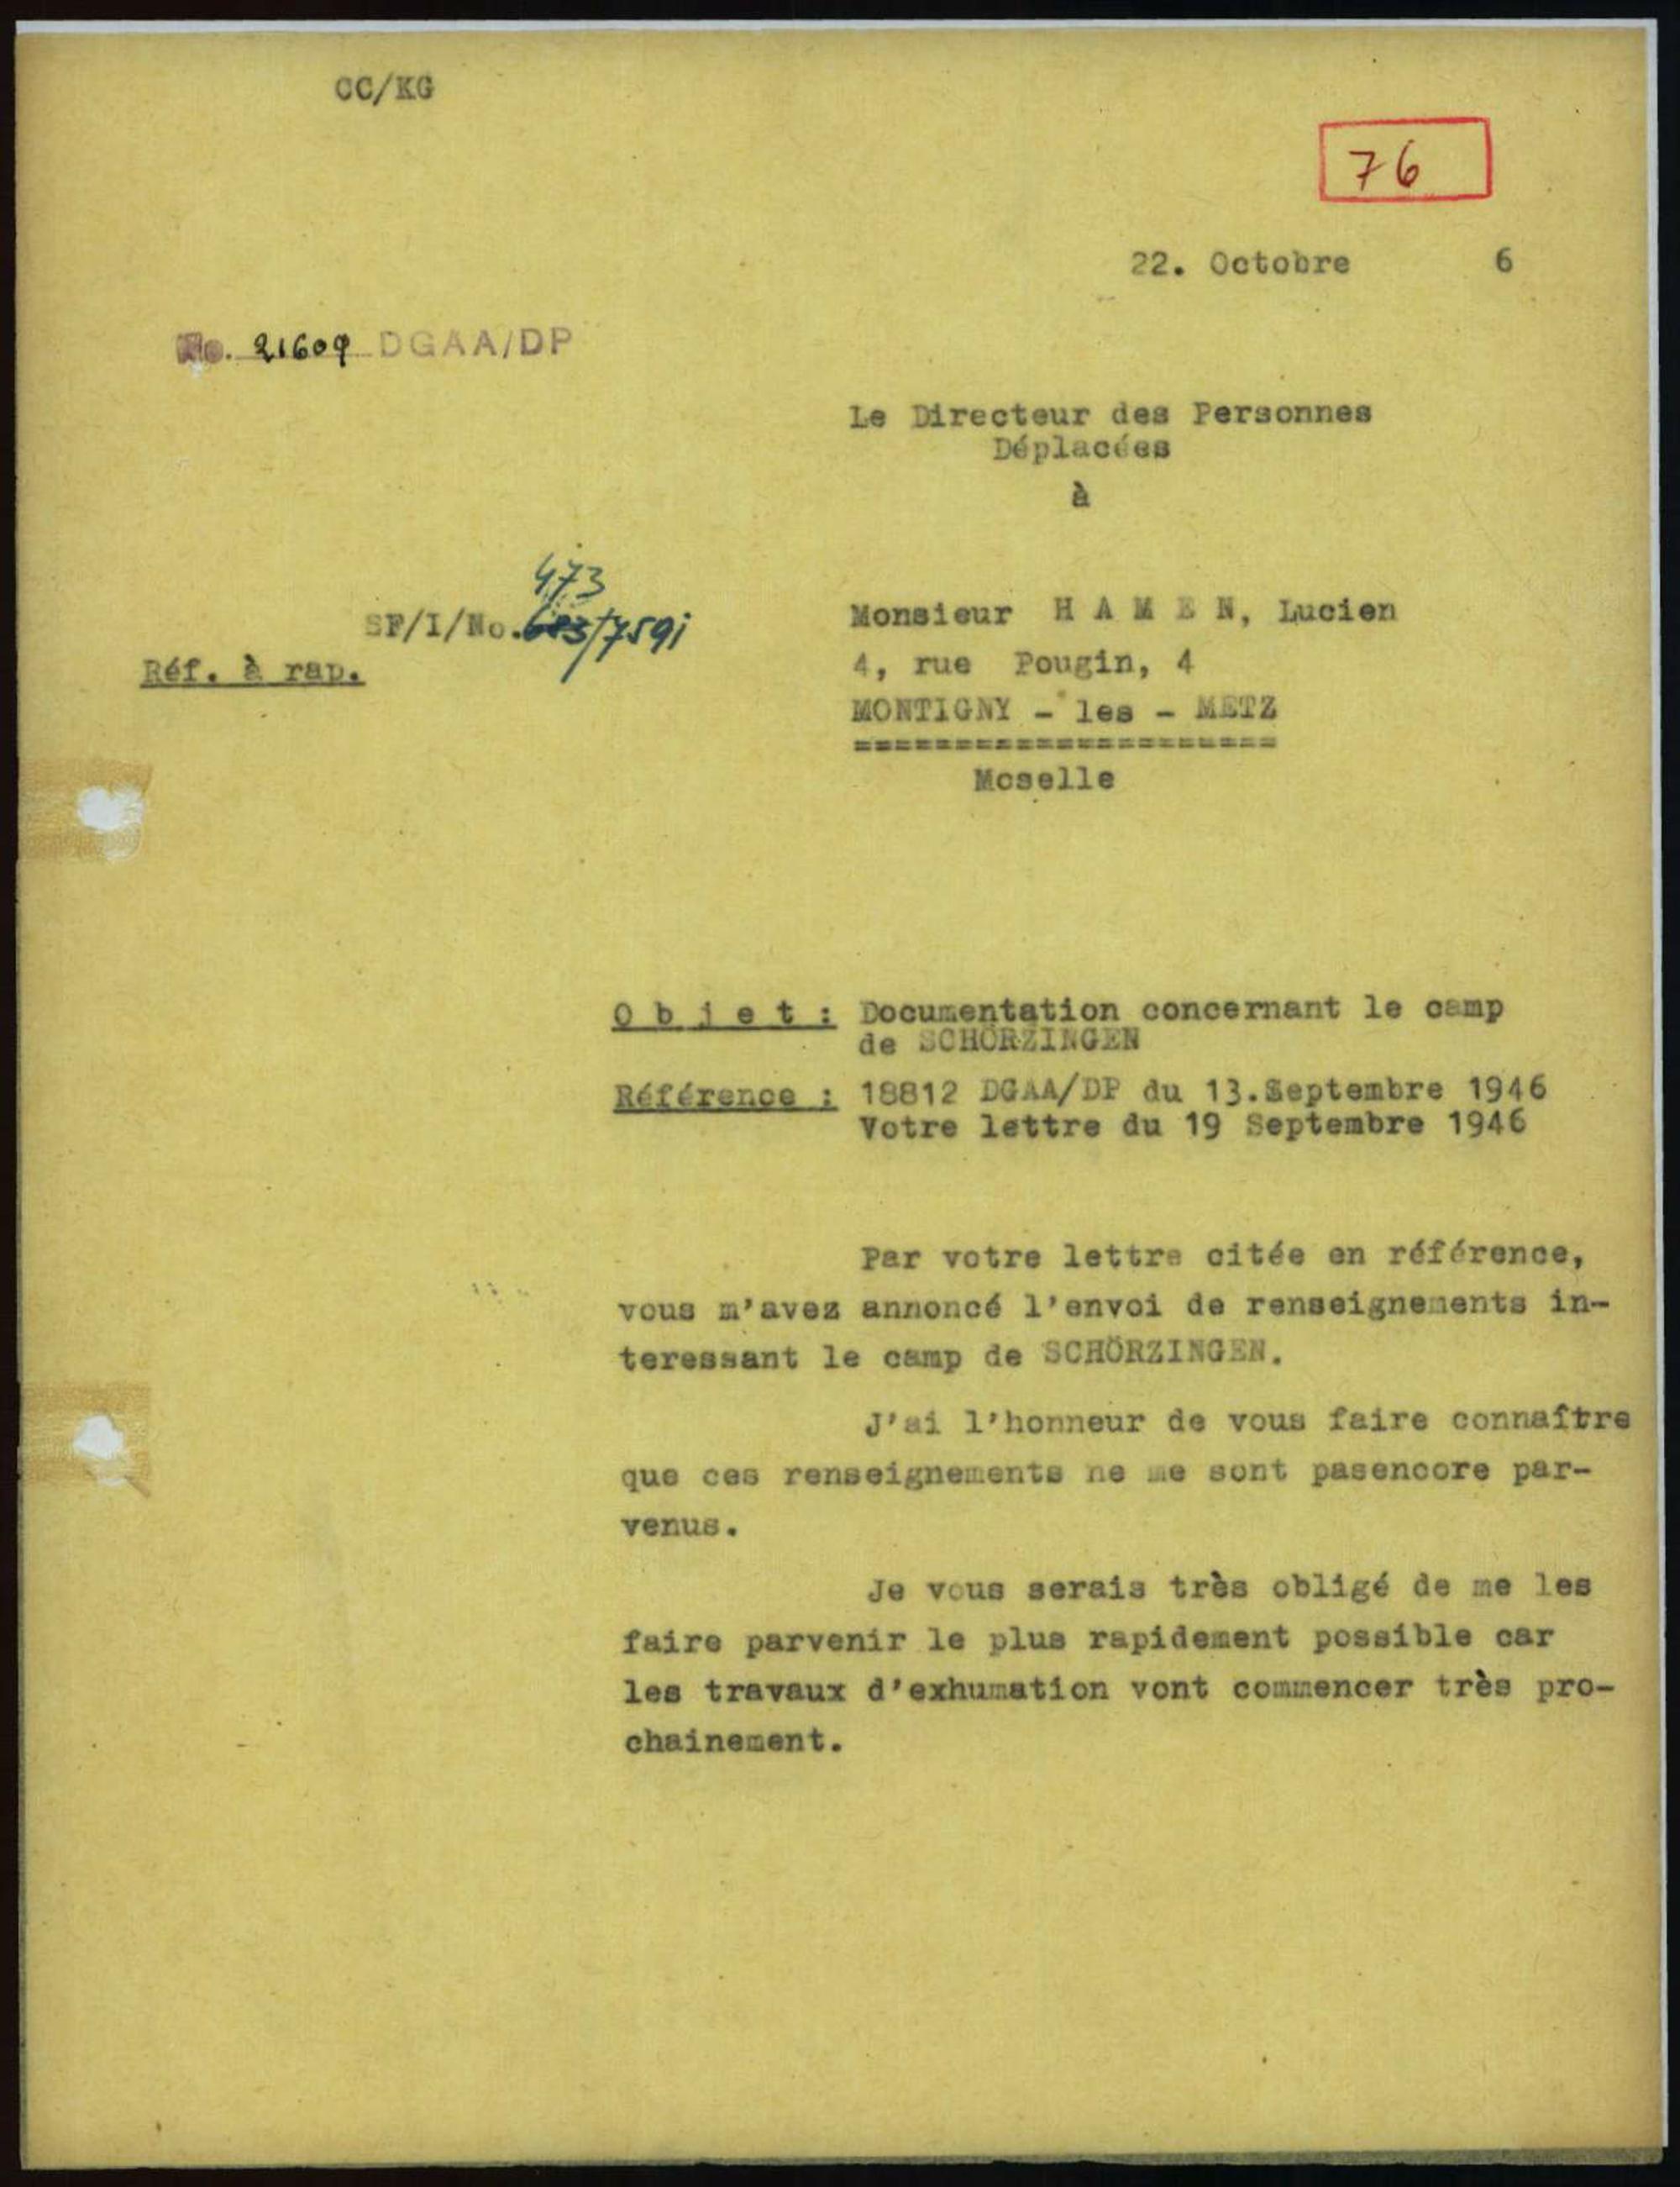 CC/KG
76
22. Octobre 6
No. 21609 DGAA/DP
Le Directeur des Personnes
Déplacées
à
473
SF/I/No.683/7591
Réf. à rap.
Monsieur H A M E N, Lucien
4, rue Pougin, 4
MONTIGNY - les - METZ
=====================
Moselle
O b j e t : Documentation concernant le camp
de SCHÖRZINGEN
Référence : 18812 DGAA/DP du 13.Septembre 1946
Votre lettre du 19 Septembre 1946
Par votre lettre citée en référence,
vous m'avez annoncé l'envoi de renseignements in-
teressant le camp de SCHÖRZINGEN.
J'ai l'honneur de vous faire connaître
que ces renseignements ne me sont pasencore par-
venus.
Je vous serais très obligé de me les
faire parvenir le plus rapidement possible car
les travaux d'exhumation vont commencer très pro-
chainement.